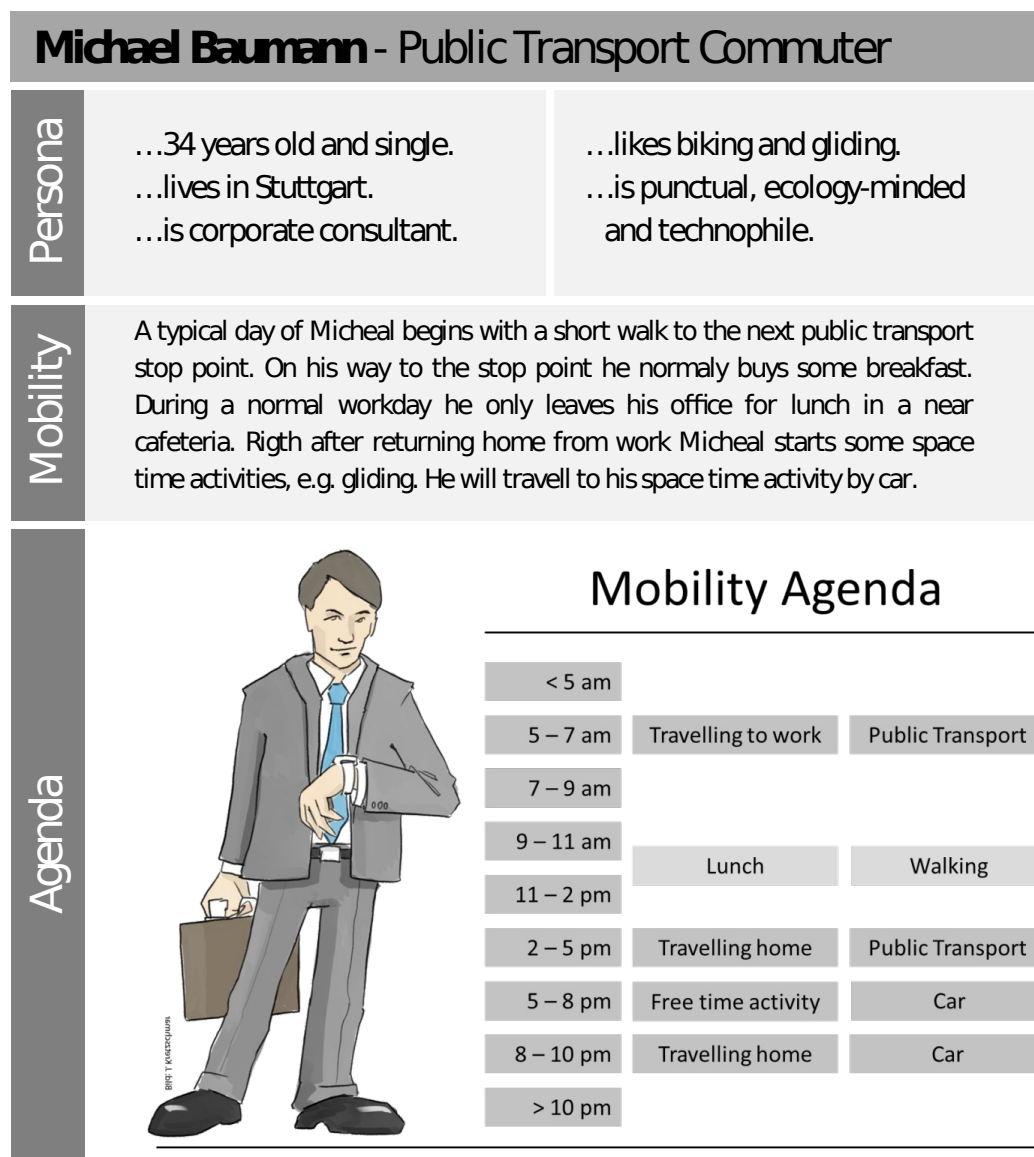 Michael Baumann - Public Transport Commuter
Persona
…34 years old and single.
…lives in Stuttgart.
…is corporate consultant.
…likes biking and gliding.
…is punctual, ecology-minded
and technophile.
Mobility
A typical day of Micheal begins with a short walk to the next public transport
stop point. On his way to the stop point he normaly buys some breakfast.
During a normal workday he only leaves his office for lunch in a near
cafeteria. Rigth after returning home from work Micheal starts some space
time activities, e.g. gliding. He will travell to his space time activity by car.
Agenda
Mobility Agenda
< 5 am
5 – 7 am Travelling to work Public Transport
7 – 9 am
9 – 11 am
Lunch Walking
11 – 2 pm
2 – 5 pm Travelling home Public Transport
5 – 8 pm Free time activity Car
8 – 10 pm Travelling home Car
> 10 pm